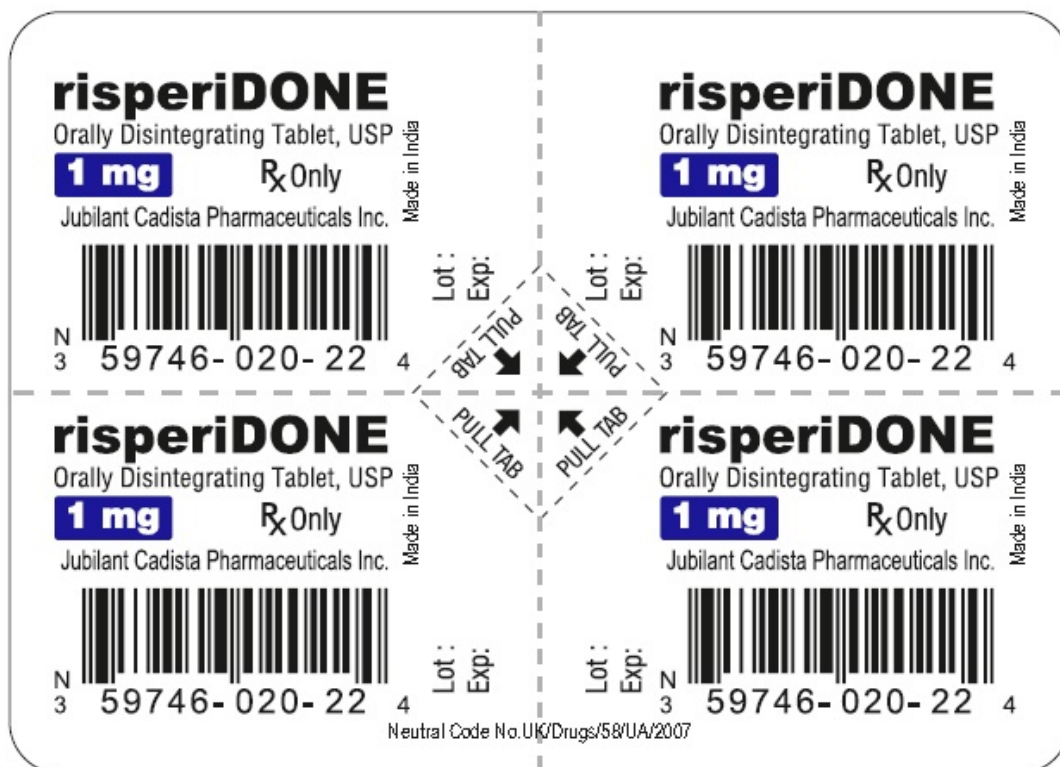 risperiDONE
Orally Disintegrating Tablet, USP
1 mg
Rx Only
Jubilant Cadista Pharmaceuticals Inc.
Made in India
N
3 59746-020-22 4
Lot :
Exp:
PULL TAB
risperiDONE
Orally Disintegrating Tablet, USP
1 mg
Rx Only
Jubilant Cadista Pharmaceuticals Inc.
Made in India
N
3 59746-020-22 4
Lot :
Exp:
PULL TAB
risperiDONE
Orally Disintegrating Tablet, USP
1 mg
Rx Only
Jubilant Cadista Pharmaceuticals Inc.
Made in India
N
3 59746-020-22 4
Lot :
Exp:
PULL TAB
risperiDONE
Orally Disintegrating Tablet, USP
1 mg
Rx Only
Jubilant Cadista Pharmaceuticals Inc.
Made in India
N
3 59746-020-22 4
Lot :
Exp:
PULL TAB
Neutral Code No.UK/Drugs/58/UA/2007